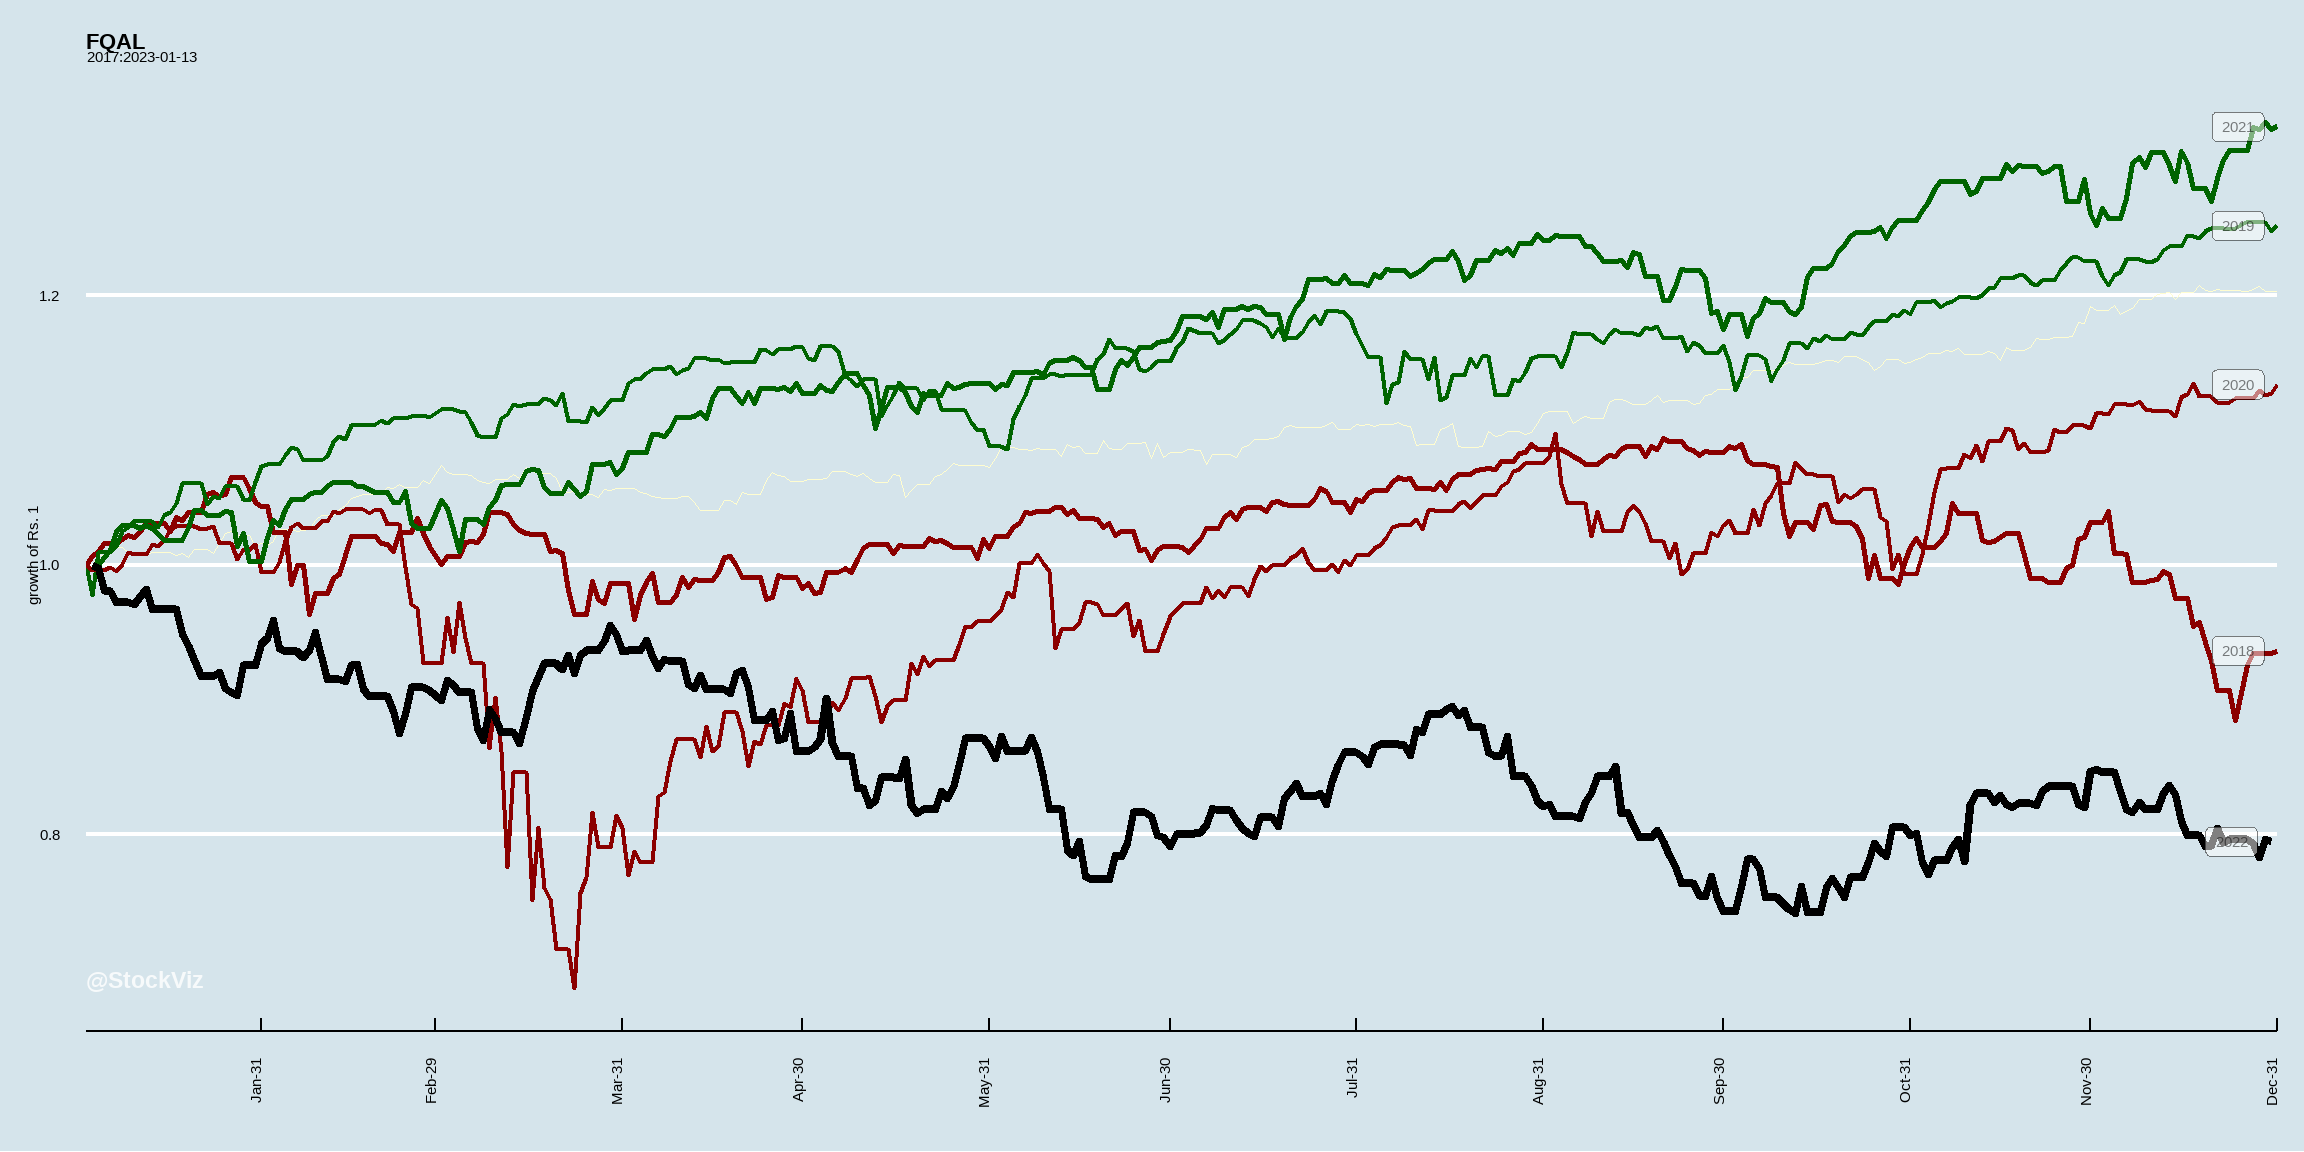 FQAL
2017:2023-01-13
2021
2019
1.2
2020
growth of Rs. 1
1.0
2018
0.8
2022
@StockViz
Jan-31
Feb-29
Mar-31
Apr-30
May-31
Jun-30
Jul-31
Aug-31
Sep-30
Oct-31
Nov-30
Dec-31